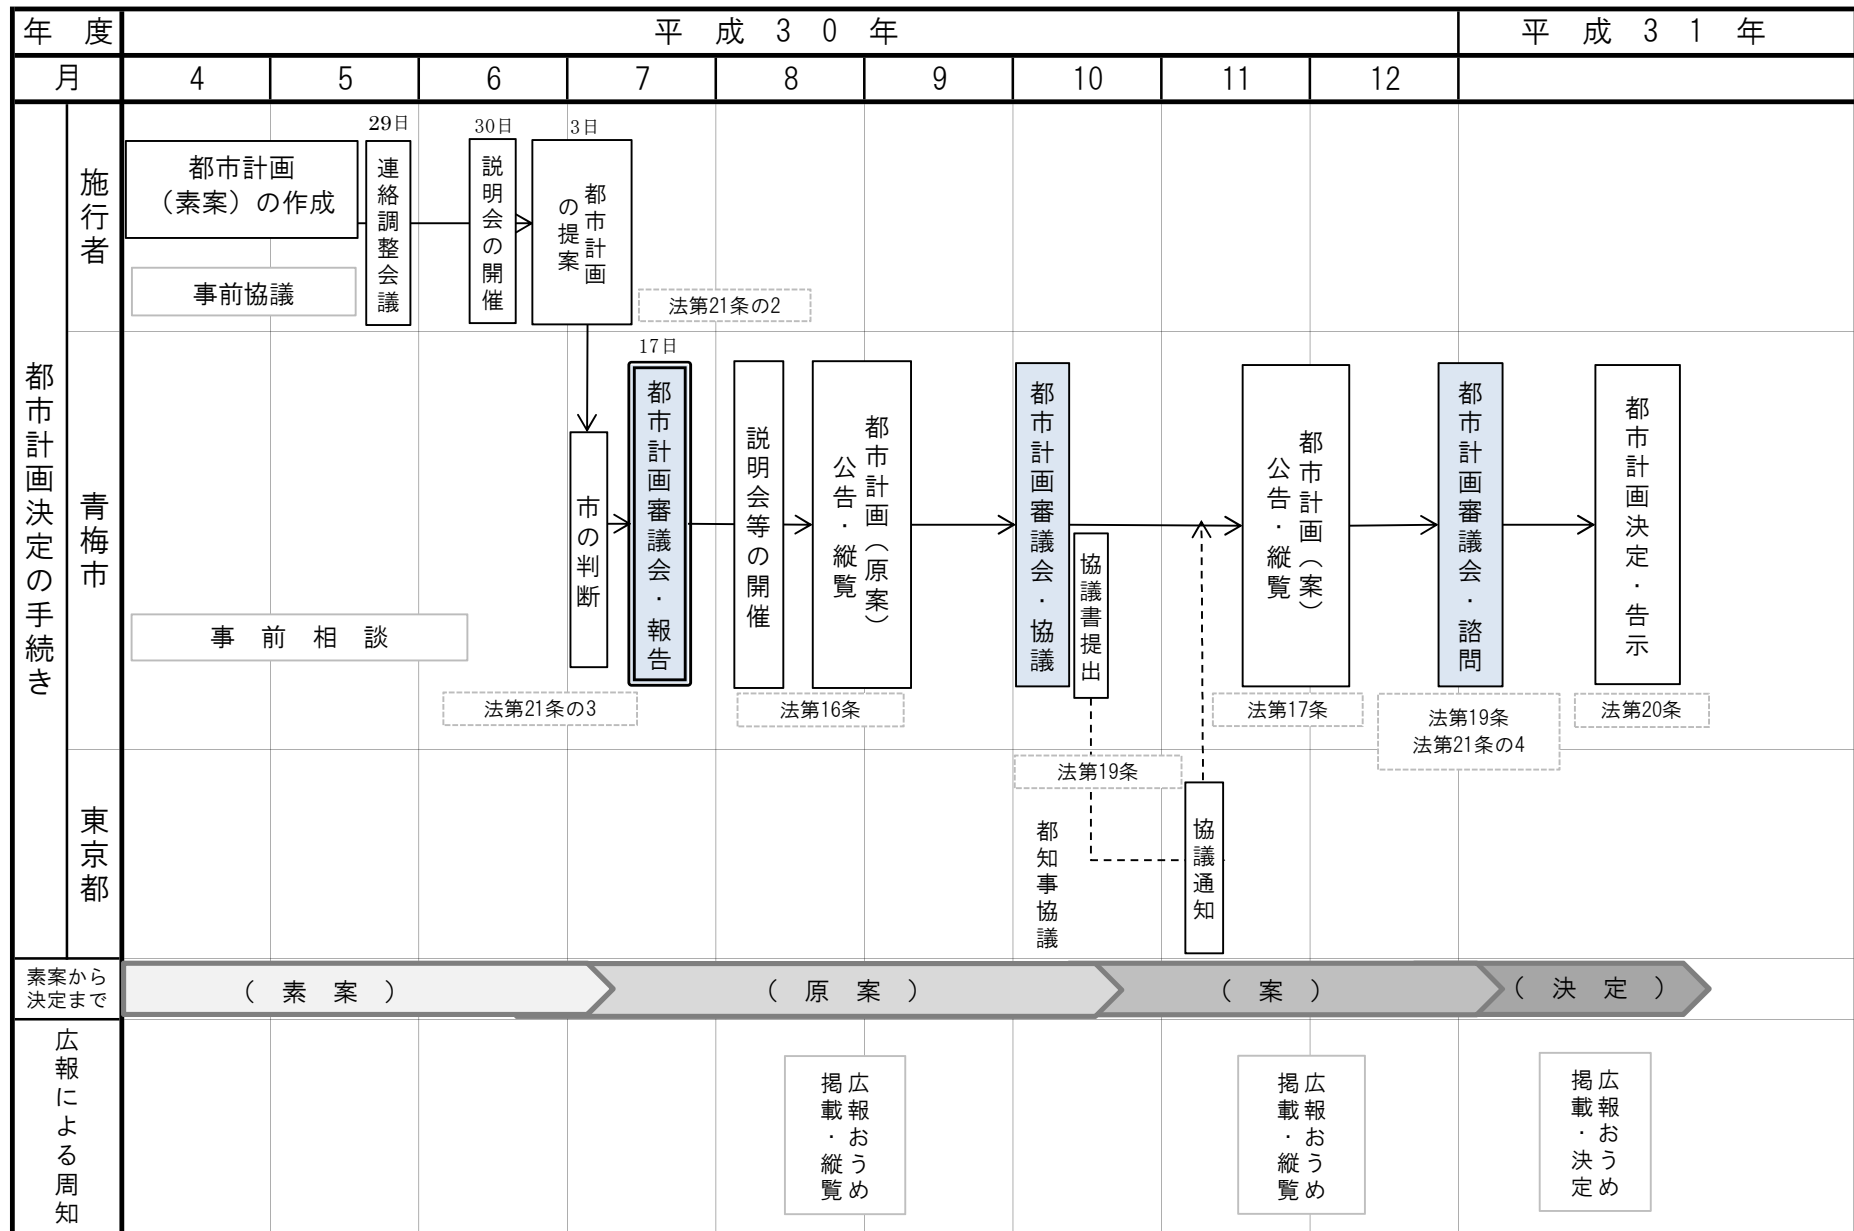 年　度
平　成　３　０　年
平　成　３　１　年
月
4
5
6
7
8
9
10
11
12
都市計画決定の手続き
施行者
29日
30日
3日
都市計画
（素案）の作成
連絡調整会議
説明会の開催
都市計画
の提案
事前協議
法第21条の2
青梅市
17日
市の判断
都市計画審議会・報告
説明会等の開催
都市計画（原案）
公告・縦覧
都市計画審議会・協議
協議書提出
都市計画（案）
公告・縦覧
都市計画審議会・諮問
都市計画決定・告示
事　前　相　談
法第21条の3
法第16条
法第17条
法第19条
法第21条の4
法第20条
東京都
法第19条
都知事協議
協議通知
素案から
決定まで
（　素　案　）
（　原　案　）
（　案　）
（　決　定　）
広報による周知
広報おうめ
掲載・縦覧
広報おうめ
掲載・縦覧
広報おうめ
掲載・決定